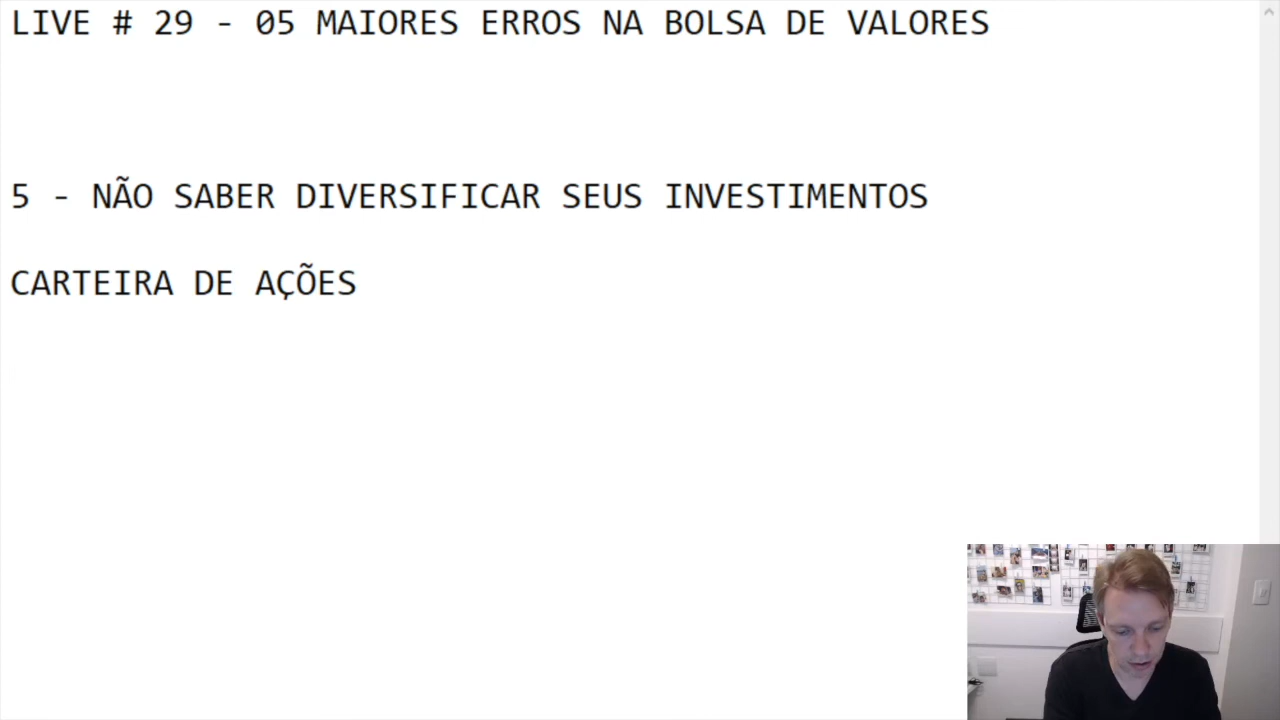 LIVE # 29 - 05 MAIORES ERROS NA BOLSA DE VALORES
5 - NÃO SABER DIVERSIFICAR SEUS INVESTIMENTOS
CARTEIRA DE AÇÕES